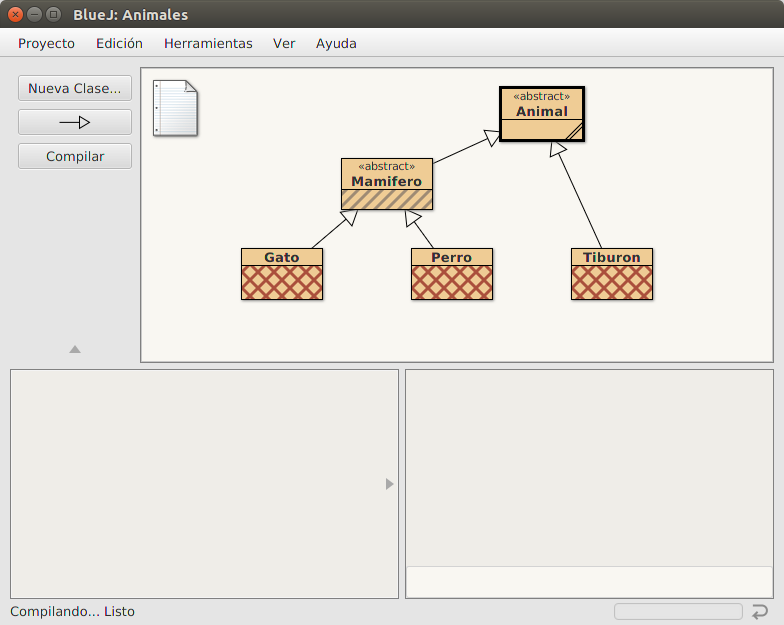 BlueJ: Animales
Proyecto Edición Herramientas Ver Ayuda
Nueva Clase...
Compilar
«abstract»
Animal
«abstract»
Mamifero
Gato
Perro
Tiburon
Compilando... Listo